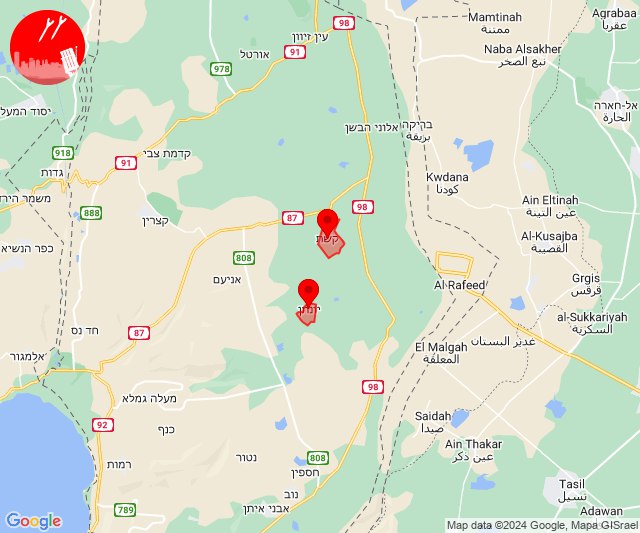 Mamtinah
ممتنة
Agrabaa
عقربا
98
עין זיוון
91
אורטל
Naba Alsakher
نبع الصخر
978
יסוד המעלה
אל-חארה
الحارة
בריקה
بريقة
אלוני הבשן
918
קדמת צבי
91
גדות
Kwdana
كودنا
משמר הירדן
Ain Eltinah
عين التينة
888
קצרין
87
98
קשת
Al-Kusajba
القصيبة
כפר הנשיא
808
אניעם
Al Rafeed
Grgis
قرقس
יונתן
al-Sukkariyah
السكرية
חד נס
87
El Malgah
المعلقة
غدير البستان
אלמגור
98
מעלה גמלא
92
כנף
Saidah
صيدا
Ain Thakar
عين ذكر
רמות
נטור
808
חספין
Tasil
تسيل
נוב
789
אבני איתן
Adawan
عدوان
Google
Map data ©2024 Google, Mapa GISrael